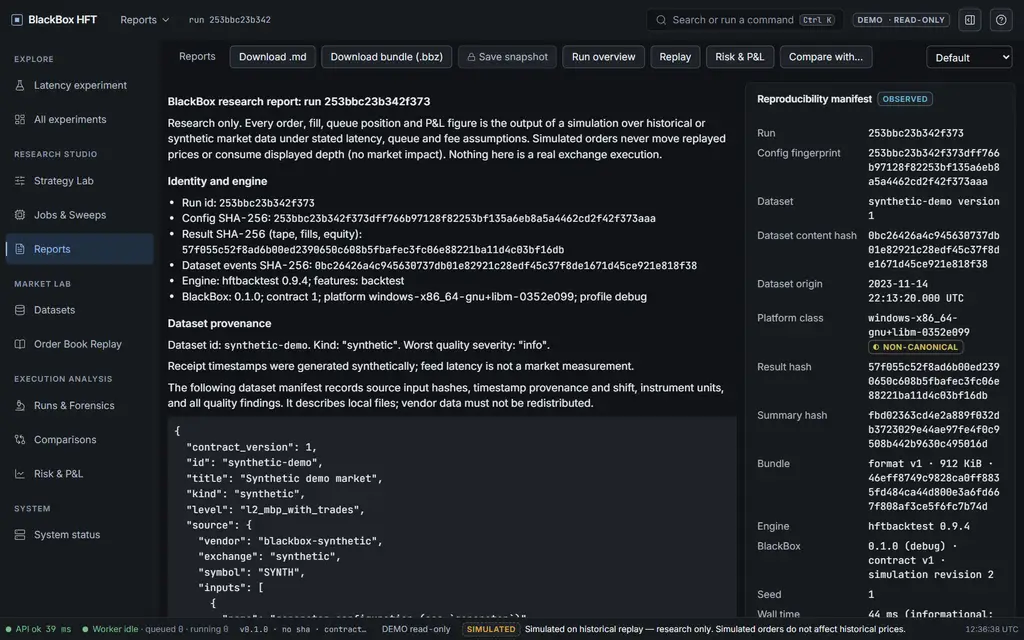 BlackBox HFT
Reports
run 253bbc23b342
Search or run a command Ctrl K
DEMO · READ-ONLY
EXPLORE
Latency experiment
All experiments
RESEARCH STUDIO
Strategy Lab
Jobs & Sweeps
Reports
MARKET LAB
Datasets
Order Book Replay
EXECUTION ANALYSIS
Runs & Forensics
Comparisons
Risk & P&L
SYSTEM
System status
Reports
Download .md
Download bundle (.bbz)
Save snapshot
Run overview
Replay
Risk & P&L
Compare with...
Default
BlackBox research report: run 253bbc23b342f373
Research only. Every order, fill, queue position and P&L figure is the output of a simulation over historical or
synthetic market data under stated latency, queue and fee assumptions. Simulated orders never move replayed
prices or consume displayed depth (no market impact). Nothing here is a real exchange execution.
Identity and engine
• Run id: 253bbc23b342f373
• Config SHA-256: 253bbc23b342f373dff766b97128f82253bf135a6eb8a5a4462cd2f42f373aaa
• Result SHA-256 (tape, fills, equity):
57f055c52f8ad6b00ed2390650c608b5fbafec3fc06e88221ba11d4c03bf16db
• Dataset events SHA-256: 0bc26426a4c945630737db01e82921c28edf45c37f8de1671d45ce921e818f38
• Engine: hftbacktest 0.9.4; features: backtest
• BlackBox: 0.1.0; contract 1; platform windows-x86_64-gnu+libm-0352e099; profile debug
Dataset provenance
Dataset id: synthetic-demo. Kind: "synthetic". Worst quality severity: "info".
Receipt timestamps were generated synthetically; feed latency is not a market measurement.
The following dataset manifest records source input hashes, timestamp provenance and shift, instrument units,
and all quality findings. It describes local files; vendor data must not be redistributed.
{
"contract_version": 1,
"id": "synthetic-demo",
"title": "Synthetic demo market",
"kind": "synthetic",
"level": "l2_mbp_with_trades",
"source": {
"vendor": "blackbox-synthetic",
"exchange": "synthetic",
"symbol": "SYNTH",
"inputs": [
{
Reproducibility manifest OBSERVED
Run 253bbc23b342f373
Config fingerprint 253bbc23b342f373dff766
b97128f82253bf135a6eb8
a5a4462cd2f42f373aaa
Dataset synthetic-demo version
1
Dataset content hash 0bc26426a4c945630737db
01e82921c28edf45c37f8d
e1671d45ce921e818f38
Dataset origin 2023-11-14
22:13:20.000 UTC
Platform class windows-x86_64-
gnu+libm-0352e099
NON-CANONICAL
Result hash 57f055c52f8ad6b00ed239
0650c608b5fbafec3fc06e
88221ba11d4c03bf16db
Summary hash fbd02363cd4e2a889f032d
b3723029e44ae97fe4f0c9
508b442b9630c495016d
Bundle format v1 · 912 KiB ·
46eff8749c9828ca0ff883
5fd484ca44d800e3a6fd66
7f808af3ce5f6fc7b74d
Engine hftbacktest 0.9.4
BlackBox 0.1.0 (debug) ·
contract v1 ·
simulation revision 2
Seed 1
Wall time 44 ms (informational;
API ok 39 ms
Worker idle · queued 0 · running 0
v0.1.0 · no sha · contract…
DEMO read-only
SIMULATED
Simulated on historical replay — research only. Simulated orders do not affect historical prices.
12:36:38 UTC